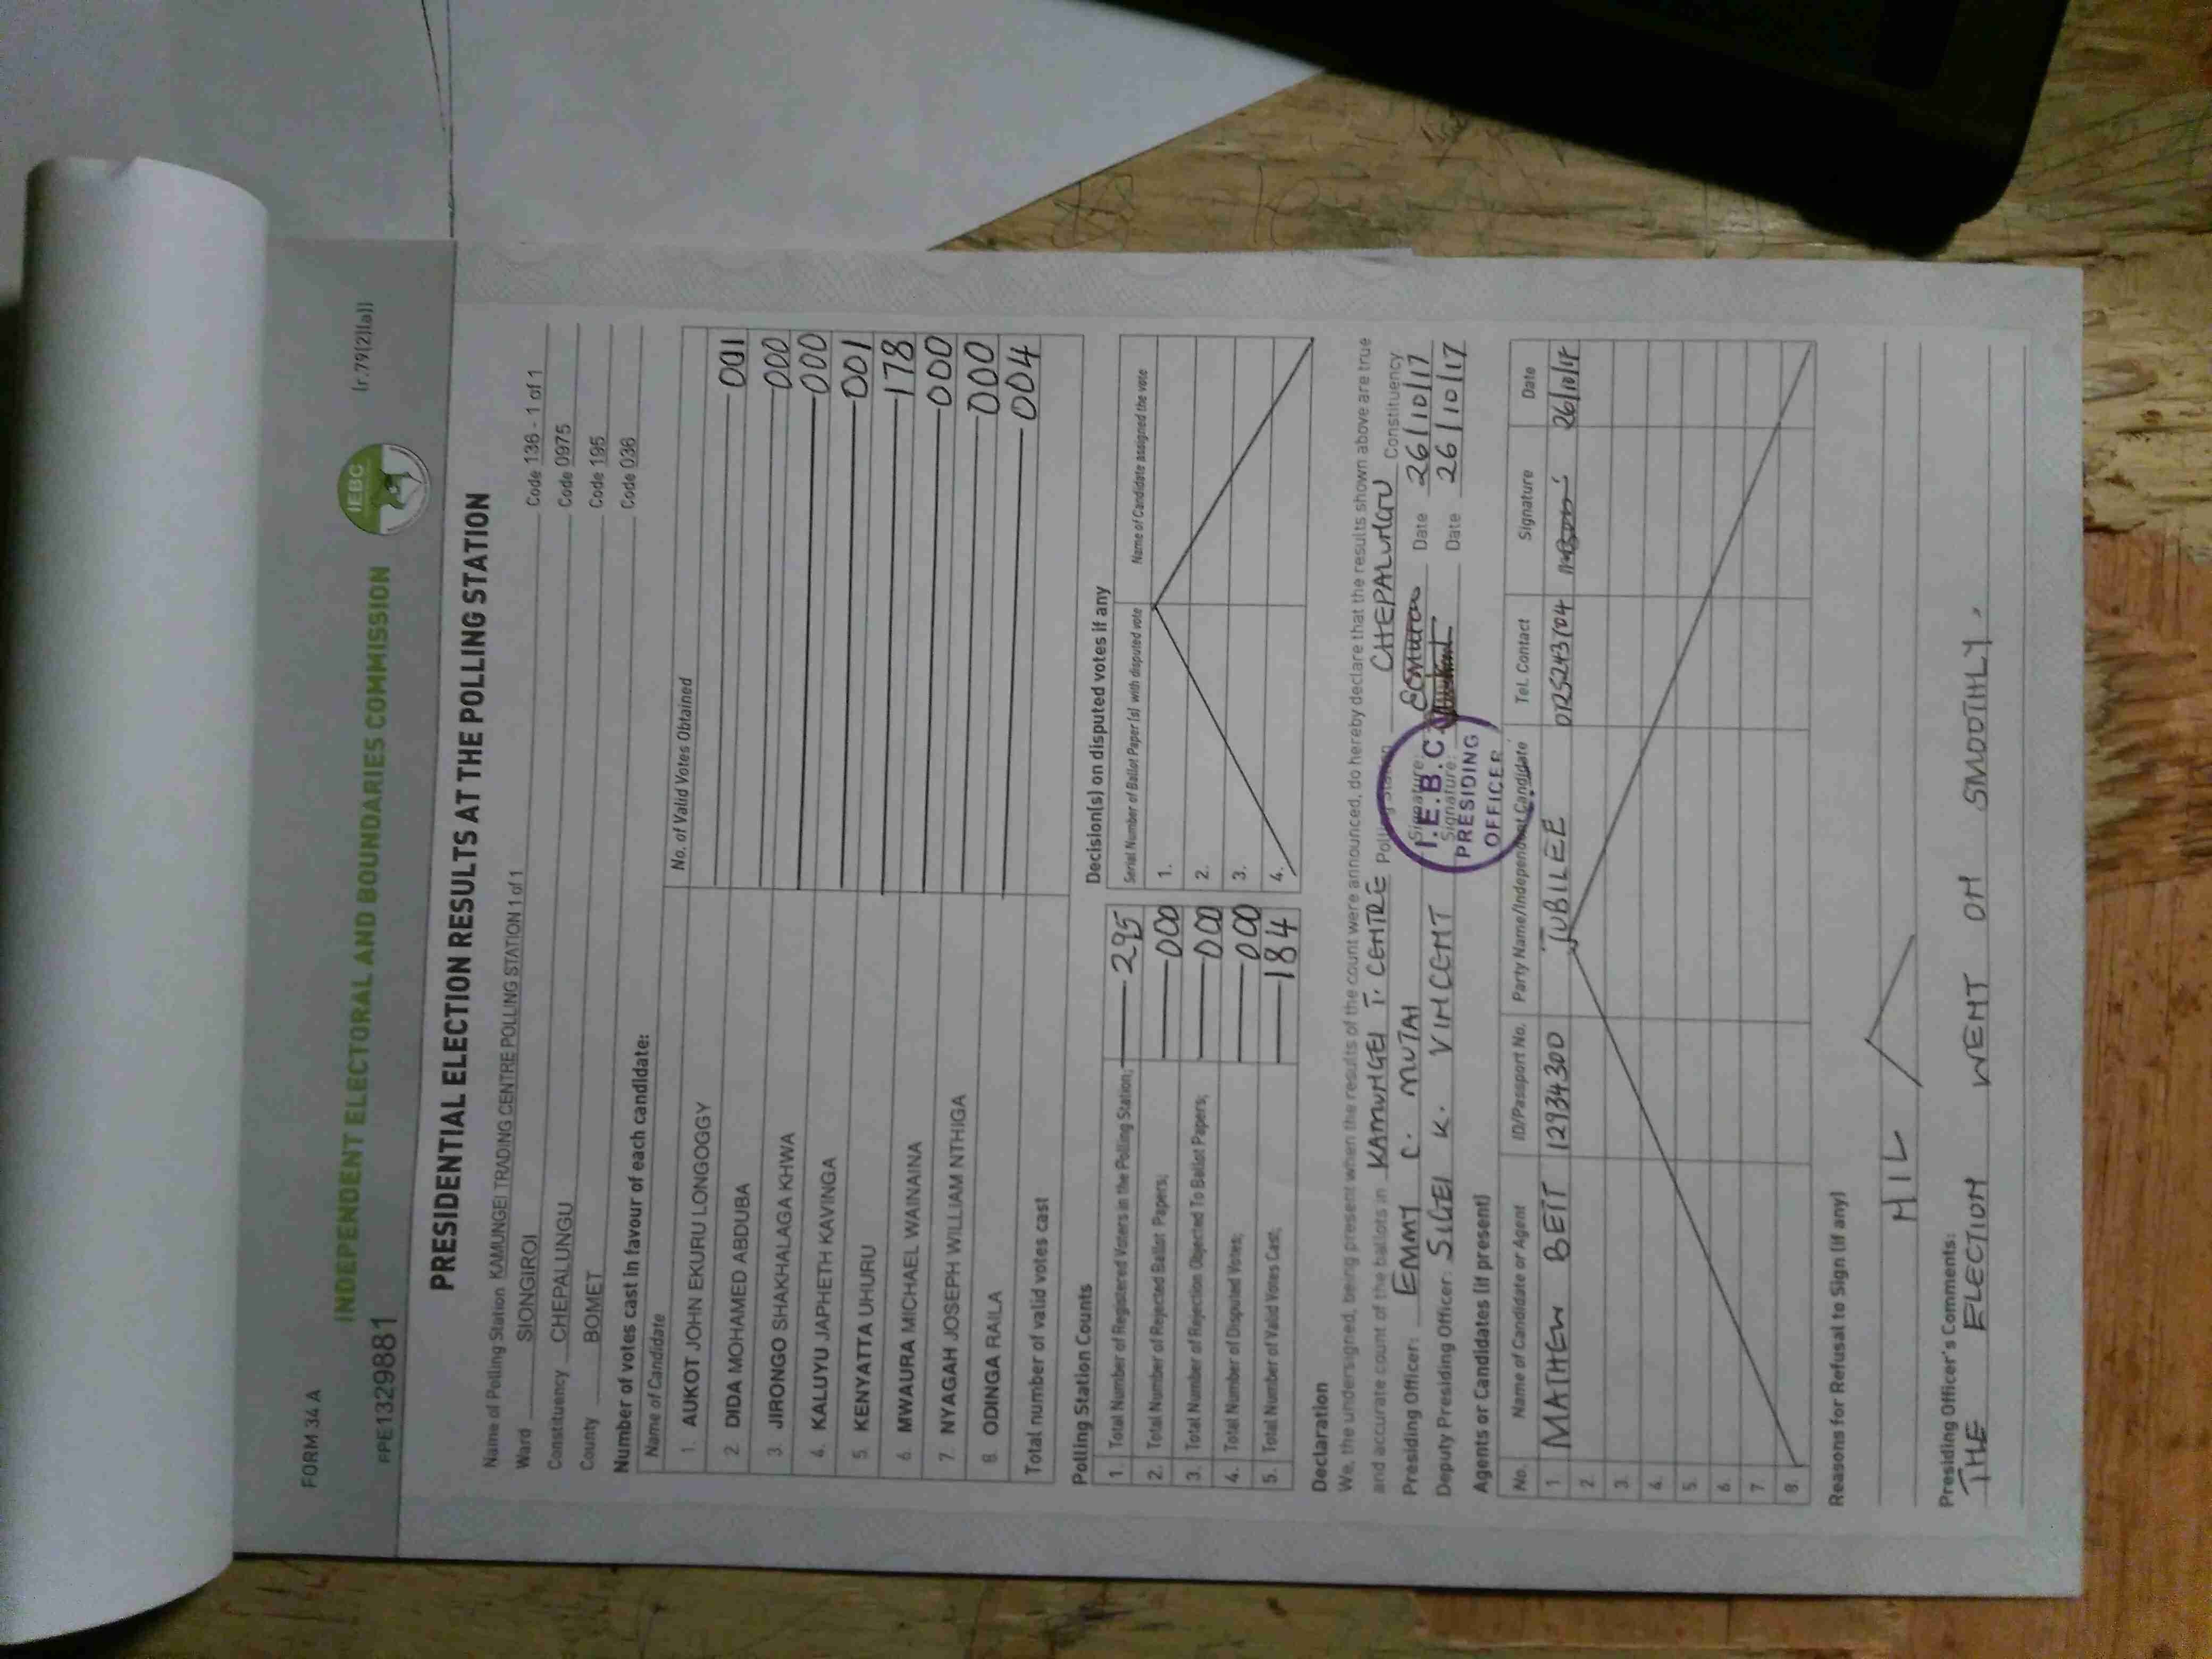 FORM 34 A
INDEPENDENT ELECTORAL AND BOUNDARIES COMMISSION
IEBC
(r.79(2)(a))
PPE1329881
PRESIDENTIAL ELECTION RESULTS AT THE POLLING STATION
Name of Polling Station KAMUNGEI TRADING CENTRE POLLING STATION 1 of 1 Code 136 - 1 of 1
Ward SIONGIROI Code 0975
Constituency CHEPALUNGU Code 195
County BOMET Code 036
Number of votes cast in favour of each candidate:
Name of Candidate No. of Valid Votes Obtained
1. AUKOT JOHN EKURU LONGOGGY 001
2. DIDA MOHAMED ABDUBA 000
3. JIRONGO SHAKHALAGA KHWA 000
4. KALUYU JAPHETH KAVINGA 001
5. KENYATTA UHURU 178
6. MWAURA MICHAEL WAINAINA 000
7. NYAGAH JOSEPH WILLIAM NTHIGA 000
8. ODINGA RAILA 004
Total number of valid votes cast
Polling Station Counts
1. Total Number of Registered Voters in the Polling Station; 295
2. Total Number of Rejected Ballot Papers; 000
3. Total Number of Rejection Objected To Ballot Papers; 000
4. Total Number of Disputed Votes; 000
5. Total Number of Valid Votes Cast; 184
Decision(s) on disputed votes if any
Serial Number of Ballot Paper(s) with disputed vote Name of Candidate assigned the vote
1.
2.
3.
4.
Declaration
We, the undersigned, being present when the results of the count were announced, do hereby declare that the results shown above are true
and accurate count of the ballots in KAMUNGEI T. CENTRE Polling Station CHEPALUNGU Constituency
Presiding Officer: EMMY C. MUTAI Signature: Date 26/10/17
Deputy Presiding Officer: SIGEI K. VINCENT Signature: Date 26/10/17
I.E.B.C
PRESIDING
OFFICER
Agents or Candidates (if present)
No. Name of Candidate or Agent ID/Passport No. Party Name/Independent Candidate Tel. Contact Signature Date
1 MATHEW BETT 12934300 JUBILEE 26/10/17
2.
3.
4.
5.
6.
7.
8.
Reasons for Refusal to Sign (if any)
NIL
Presiding Officer's Comments:
THE ELECTION WENT ON SMOOTHLY.